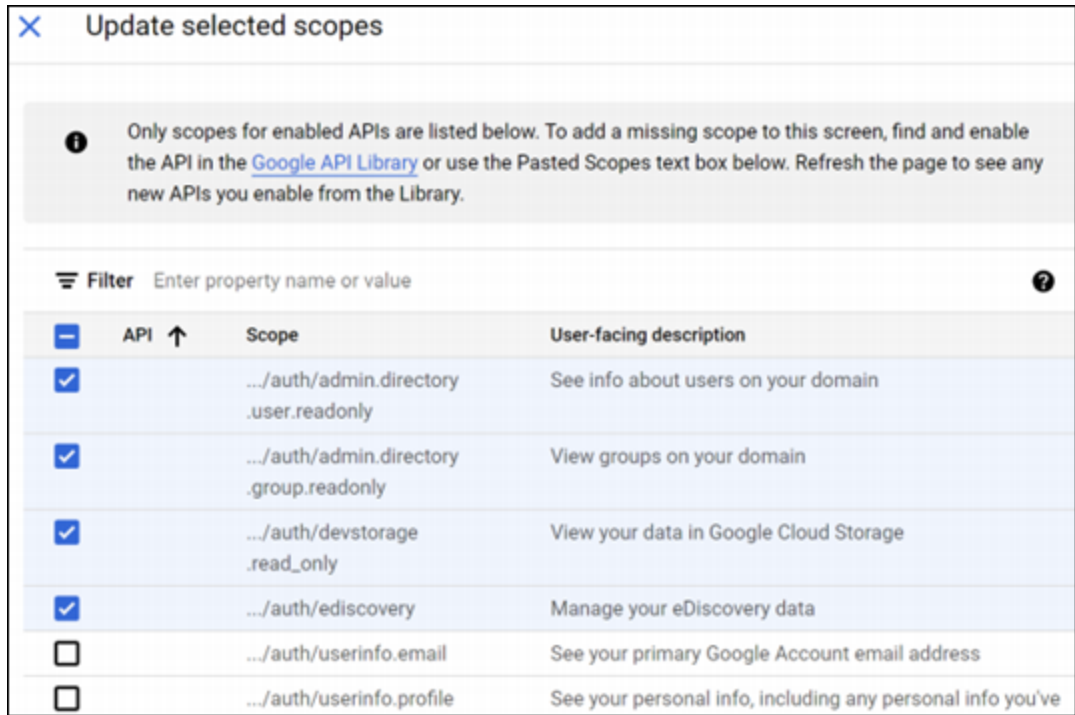 Update selected scopes
Only scopes for enabled APIs are listed below. To add a missing scope to this screen, find and enable
the API in the Google API Library or use the Pasted Scopes text box below. Refresh the page to see any
new APIs you enable from the Library.
Filter Enter property name or value
API Scope User-facing description
.../auth/admin.directory See info about users on your domain
.user.readonly
.../auth/admin.directory View groups on your domain
.group.readonly
.../auth/devstorage View your data in Google Cloud Storage
.read_only
.../auth/ediscovery Manage your eDiscovery data
.../auth/userinfo.email See your primary Google Account email address
.../auth/userinfo.profile See your personal info, including any personal info you've